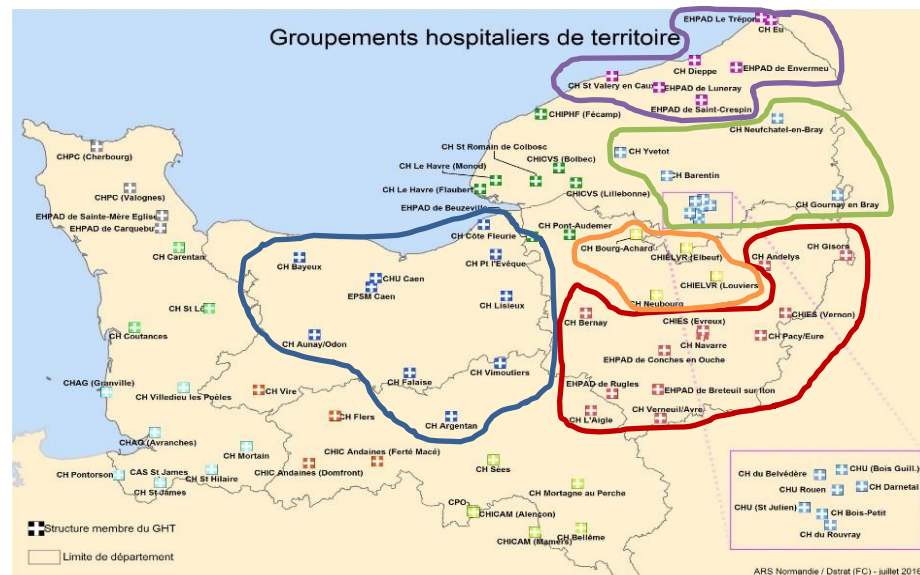 Groupements hospitaliers de territoire
EHPAD Le Trépor
CH Eu
CH Dieppe
EHPAD de Envermeu
CH St Valery en Caux
EHPAD de Luneray
EHPAD de Saint-Crespin
CHIPHF (Fécamp)
CH Neufchatel-en-Bray
CH St Romain de Colbosc
CH Yvetot
CHPC (Cherbourg)
CHICVS (Bolbec)
CH Le Havre (Monod)
CH Barentin
CHPC (Valognes)
CH Le Havre (Flaubert)
CHICVS (Lillebonne)
CH Gournay en Bray
EHPAD de Beuzeville
EHPAD de Sainte-Mère Eglise
EHPAD de Carquebu
CH Côte Fleurie
CH Pont-Audemer
CH Carentan
CH Bourg-Achard
CH Gisors
CH Bayeux
CH Pt l'Evêque
CHIELVR (Elbeuf)
CH Andelys
CHU Caen
EPSM Caen
CHIELVR (Louviers)
CH Lisieux
CH Neubourg
CH St Lô
CH Bernay
CHIES (Evreux)
CHIES (Vernon)
CH Coutances
CH Aunay/Odon
CH Navarre
CH Pacy/Eure
EHPAD de Conches en Ouche
CH Vimoutiers
CH Falaise
CHAG (Granville)
CH Villedieu les Poêles
CH Vire
EHPAD de Rugles
EHPAD de Breteuil sur Iton
CH Flers
CH Argentan
CH L'Aigle
CH Verneuil/Avre
CHAG (Avranches)
CH Mortain
CHIC Andaines (Ferté Macé)
CHIC Andaines (Domfront)
CH Sées
CH Pontorson
CAS St James
CH St Hilaire
CH St James
CH Mortagne au Perche
CPO
CHICAM (Alençon)
CHICAM (Mamers)
CH Bellême
CH du Belvédère
CHU (Bois Guill.)
CHU Rouen
CH Darnetal
CHU (St Julien)
CH Bois-Petit
CH du Rouvray
Structure membre du GHT
Limite de département
ARS Normandie / Dstrat (FC) - juillet 2016